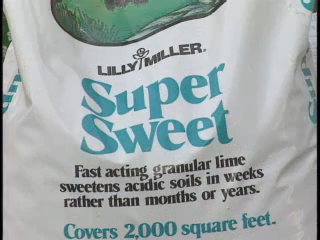 LILLY/MILLER.
Super
Sweet
Fast acting granular lime
sweetens acidic soils in weeks
rather than months or years.
Covers 2,000 square feet.